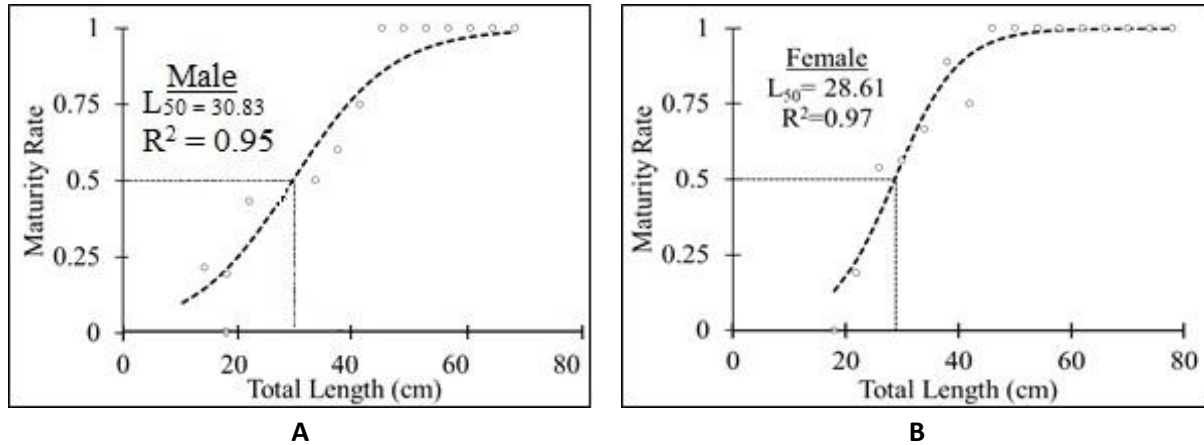 Male
L50 = 30.83
R2 = 0.95
Maturity Rate
1
0.75
0.5
0.25
0
0
20
40
60
80
Total Length (cm)
A
Female
L50= 28.61
R2=0.97
Maturity Rate
1
0.75
0.5
0.25
0
0
20
40
60
80
Total Length (cm)
B